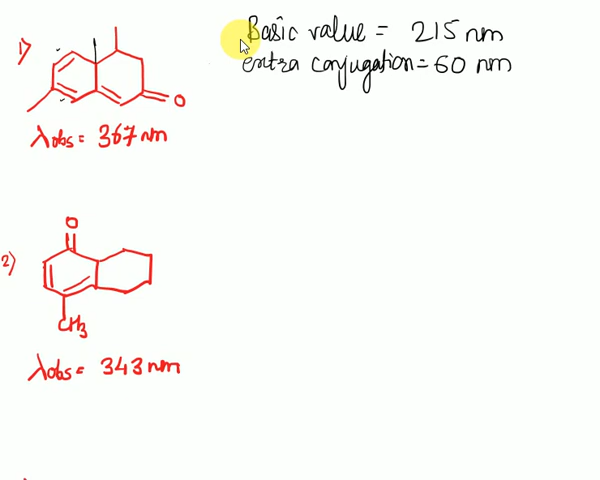 Basic value = 215 nm
extra conjugation = 60 nm
1)
O
λobs = 367 nm
2)
O
CH3
λobs = 343 nm